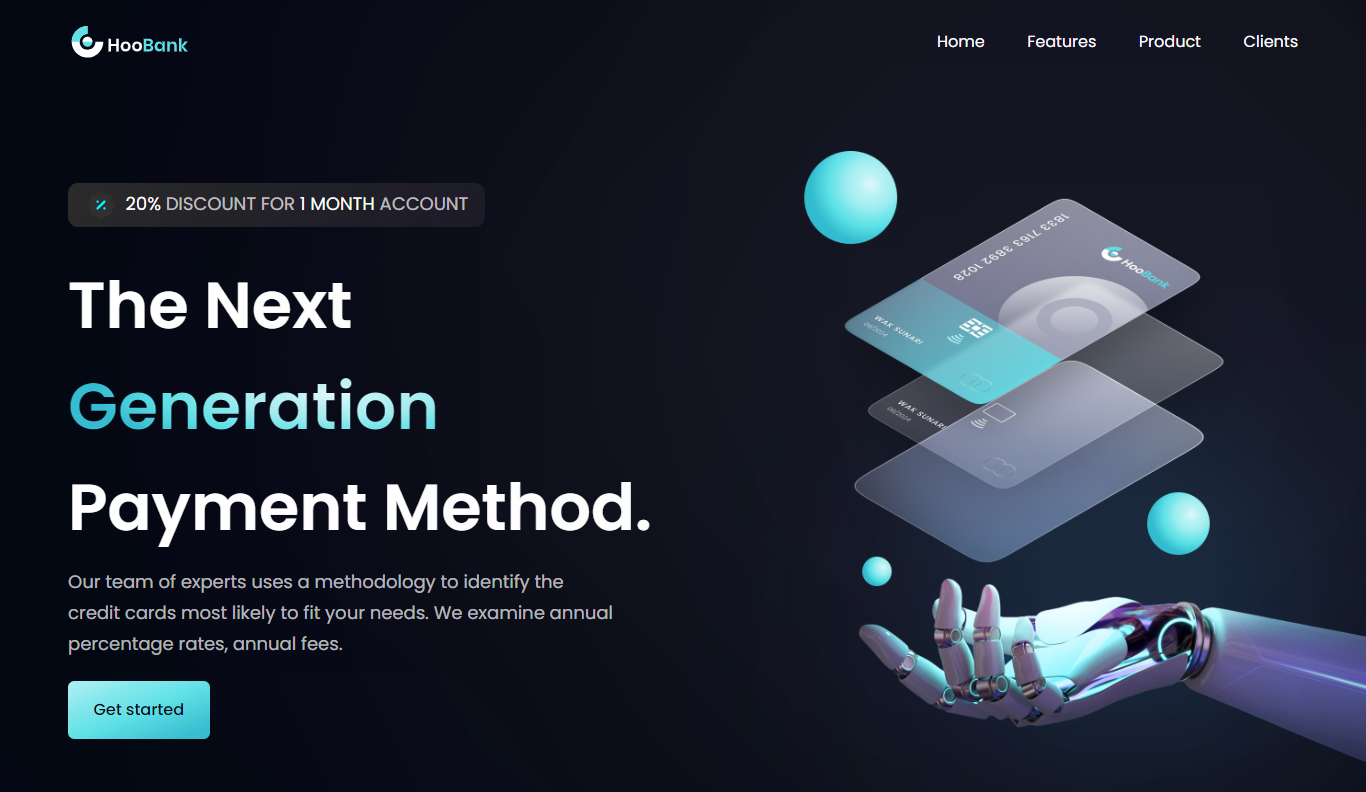 HooBank
Home Features Product Clients
20% DISCOUNT FOR 1 MONTH ACCOUNT
The Next
Generation
Payment Method.
Our team of experts uses a methodology to identify the
credit cards most likely to fit your needs. We examine annual
percentage rates, annual fees.
Get started
1833 7163 3892 1028
HooBank
WAK SUNARI
06/2024
WAK SUNARI
06/2024